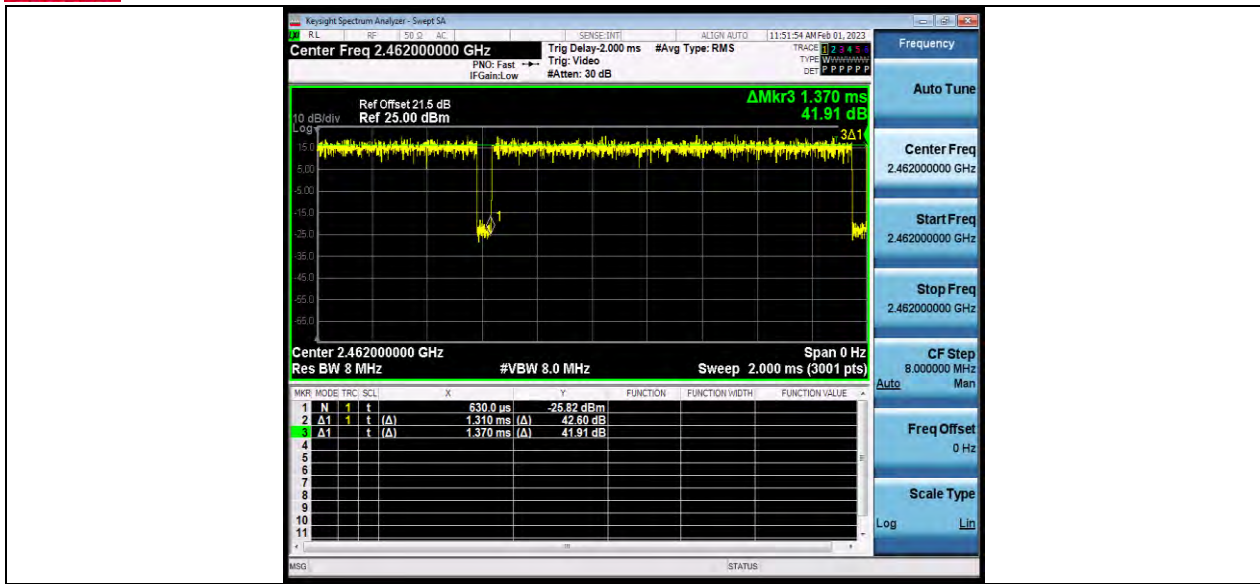 Keysight Spectrum Analyzer - Swept SA
RL RF 50 Ω AC SENSE:INT ALIGN AUTO 11:51:54 AM Feb 01, 2023
Center Freq 2.462000000 GHz
PNO: Fast
IFGain:Low
Trig Delay-2.000 ms
Trig: Video
#Atten: 30 dB
#Avg Type: RMS
TRACE 1 2 3 4 5 6
TYPE WWWWWW
DET P P P P P P
Frequency
ΔMkr3 1.370 ms
41.91 dB
Ref Offset 21.5 dB
10 dB/div Ref 25.00 dBm
Log
3Δ1
15.0
5.00
-5.00
-15.0
1
-25.0
-35.0
-45.0
-55.0
-65.0
Center 2.462000000 GHz Span 0 Hz
Res BW 8 MHz #VBW 8.0 MHz Sweep 2.000 ms (3001 pts)
MKR MODE TRC SCL X Y FUNCTION FUNCTION WIDTH FUNCTION VALUE
1 N 1 t 630.0 µs -25.82 dBm
2 Δ1 1 t (Δ) 1.310 ms (Δ) 42.60 dB
3 Δ1 t (Δ) 1.370 ms (Δ) 41.91 dB
4
5
6
7
8
9
10
11
MSG STATUS
Auto Tune
Center Freq
2.462000000 GHz
Start Freq
2.462000000 GHz
Stop Freq
2.462000000 GHz
CF Step
8.000000 MHz
Auto Man
Freq Offset
0 Hz
Scale Type
Log Lin